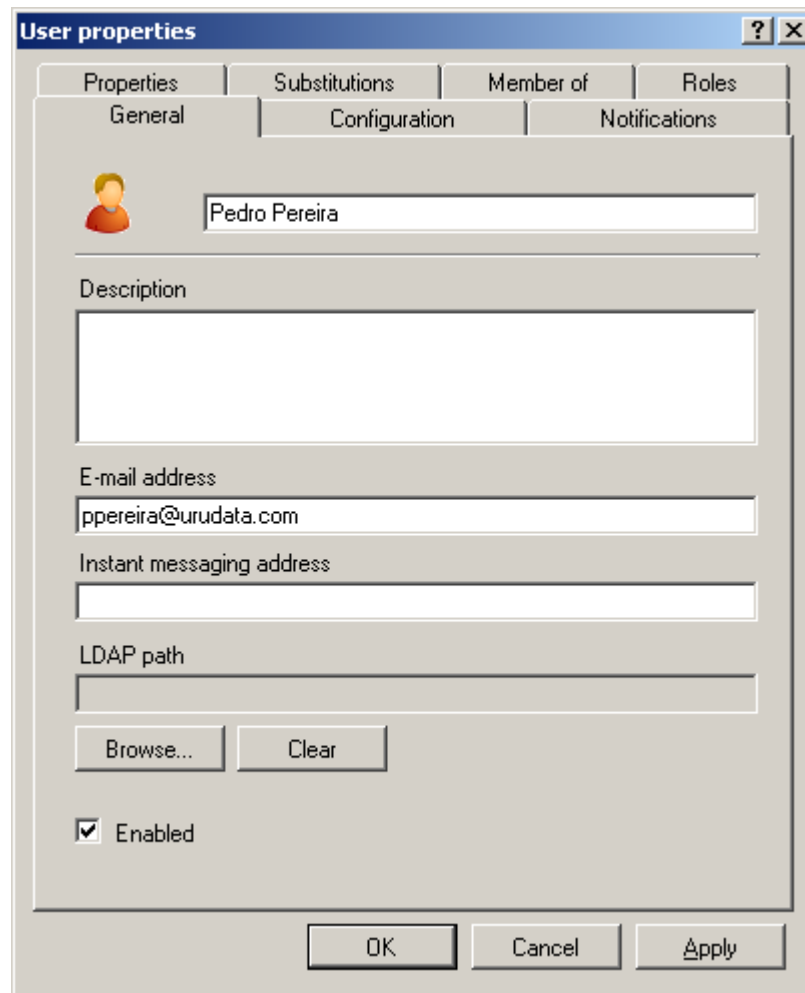 User properties
Properties Substitutions Member of Roles
General Configuration Notifications
Pedro Pereira
Description
E-mail address
ppereira@urudata.com
Instant messaging address
LDAP path
Browse... Clear
Enabled
OK Cancel Apply